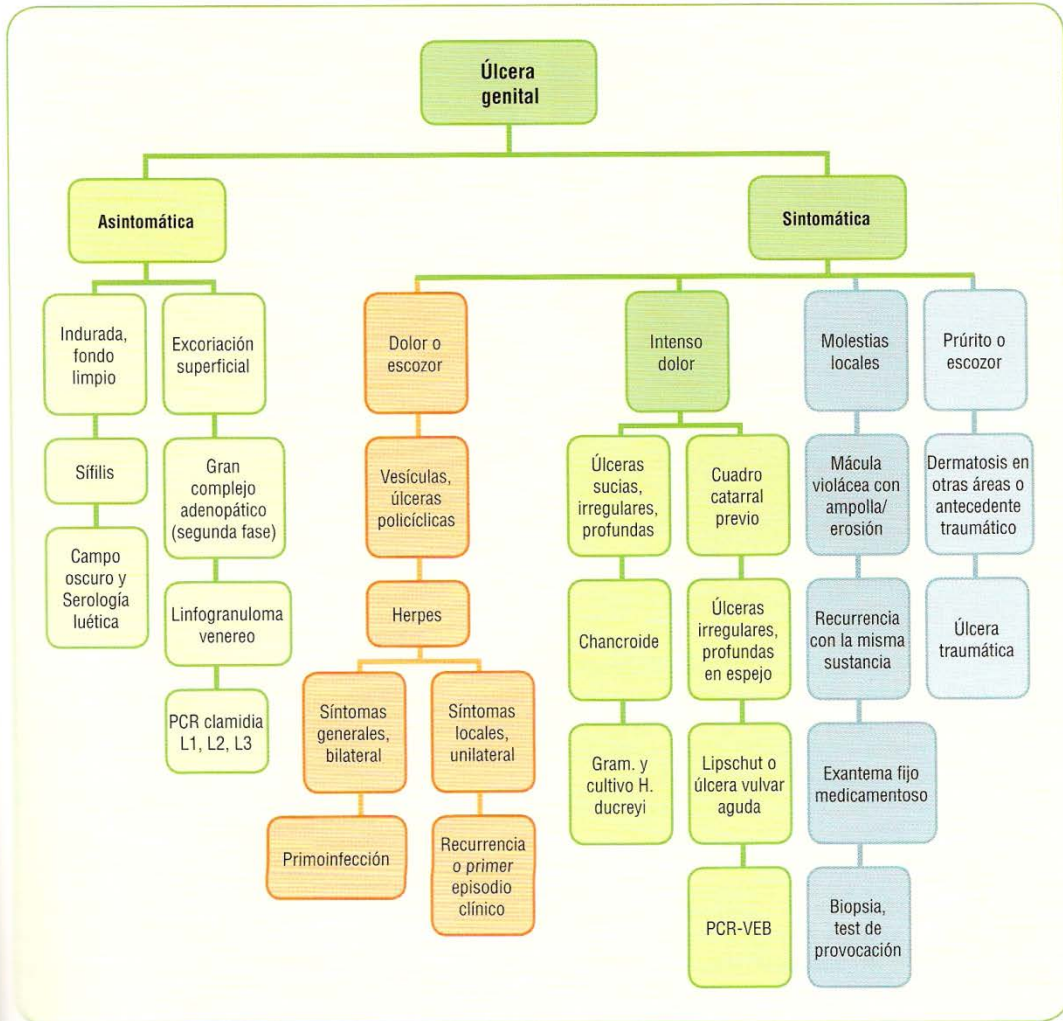 Úlcera
genital
Asintomática
Sintomática
Indurada,
fondo
limpio
Sífilis
Campo
oscuro y
Serología
luética
Excoriación
superficial
Gran
complejo
adenopático
(segunda fase)
Linfogranuloma
venereo
PCR clamidia
L1, L2, L3
Dolor o
escozor
Vesículas,
úlceras
policíclicas
Herpes
Síntomas
generales,
bilateral
Primoinfección
Síntomas
locales,
unilateral
Recurrencia
o primer
episodio
clínico
Intenso
dolor
Úlceras
sucias,
irregulares,
profundas
Chancroide
Gram. y
cultivo H.
ducreyi
Cuadro
catarral
previo
Úlceras
irregulares,
profundas
en espejo
Lipschut o
úlcera vulvar
aguda
PCR-VEB
Molestias
locales
Mácula
violácea con
ampolla/
erosión
Recurrencia
con la misma
sustancia
Exantema fijo
medicamentoso
Biopsia,
test de
provocación
Prúrito o
escozor
Dermatosis en
otras áreas o
antecedente
traumático
Úlcera
traumática